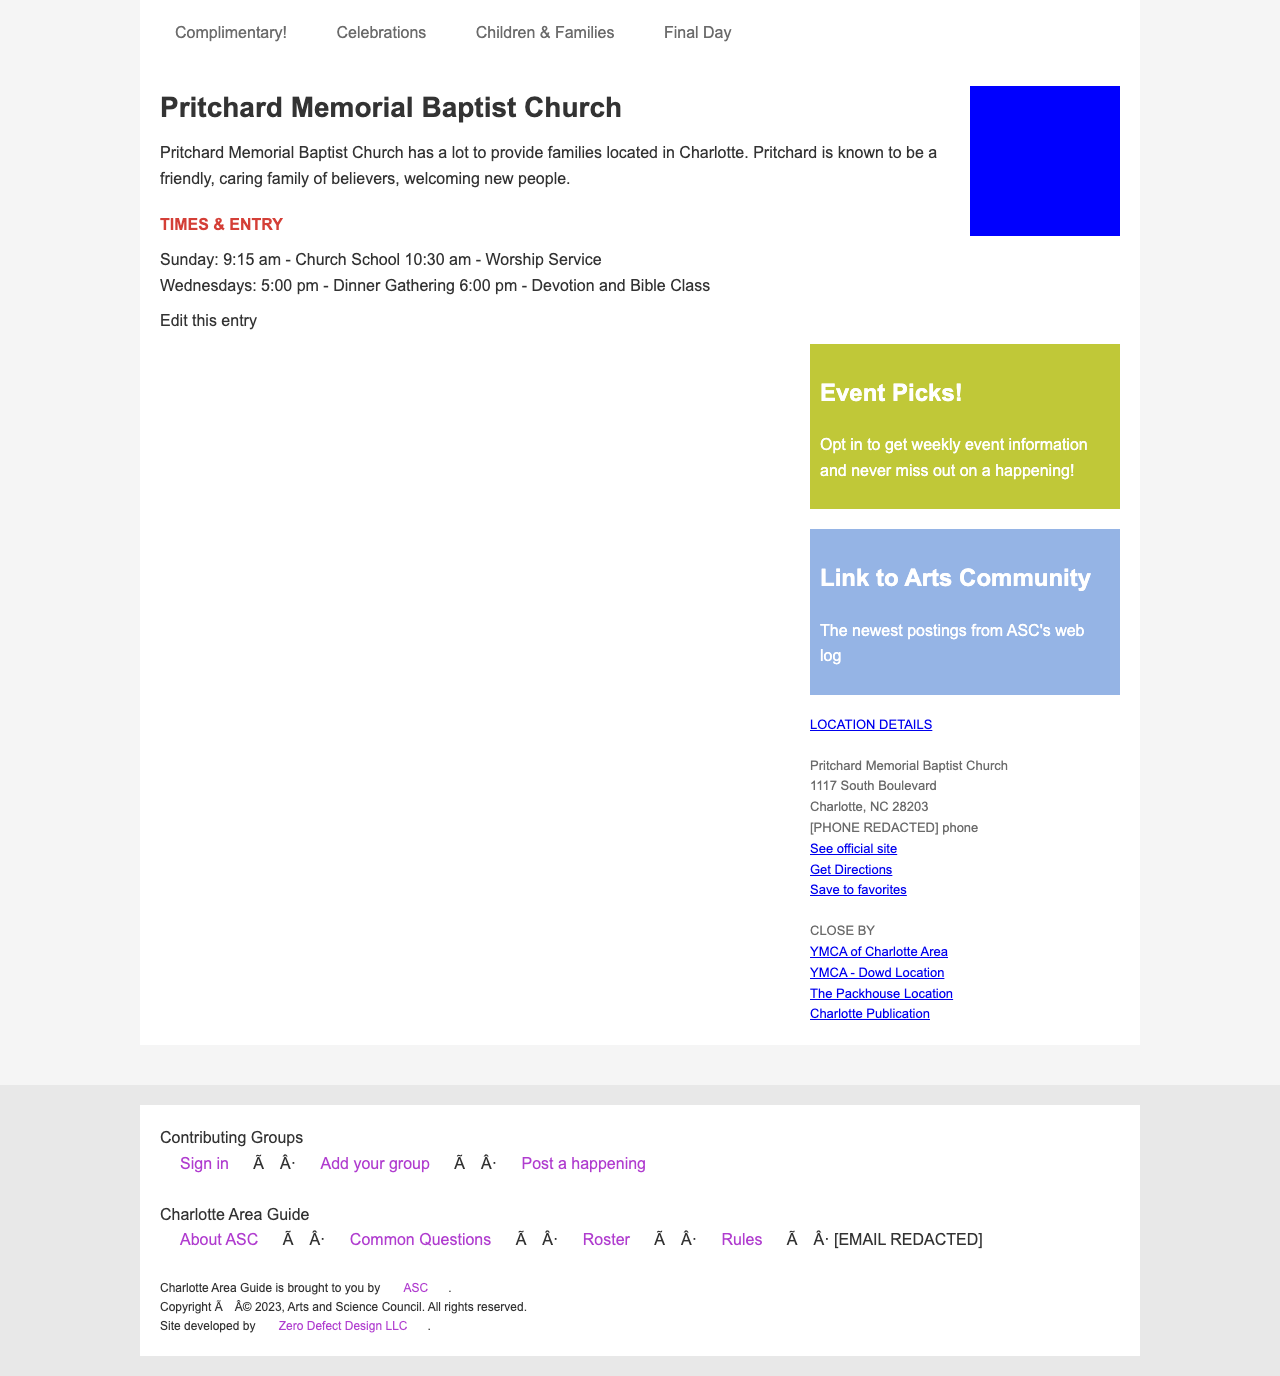 Complimentary! Celebrations Children & Families Final Day
Pritchard Memorial Baptist Church
Pritchard Memorial Baptist Church has a lot to provide families located in Charlotte. Pritchard is known to be a
friendly, caring family of believers, welcoming new people.
TIMES & ENTRY
Sunday: 9:15 am - Church School 10:30 am - Worship Service
Wednesdays: 5:00 pm - Dinner Gathering 6:00 pm - Devotion and Bible Class
Edit this entry
Event Picks!
Opt in to get weekly event information
and never miss out on a happening!
Link to Arts Community
The newest postings from ASC's web
log
LOCATION DETAILS
Pritchard Memorial Baptist Church
1117 South Boulevard
Charlotte, NC 28203
[PHONE REDACTED] phone
See official site
Get Directions
Save to favorites
CLOSE BY
YMCA of Charlotte Area
YMCA - Dowd Location
The Packhouse Location
Charlotte Publication
Contributing Groups
Sign in Ã Â· Add your group Ã Â· Post a happening
Charlotte Area Guide
About ASC Ã Â· Common Questions Ã Â· Roster Ã Â· Rules Ã Â· [EMAIL REDACTED]
Charlotte Area Guide is brought to you by ASC .
Copyright Ã Â© 2023, Arts and Science Council. All rights reserved.
Site developed by Zero Defect Design LLC .